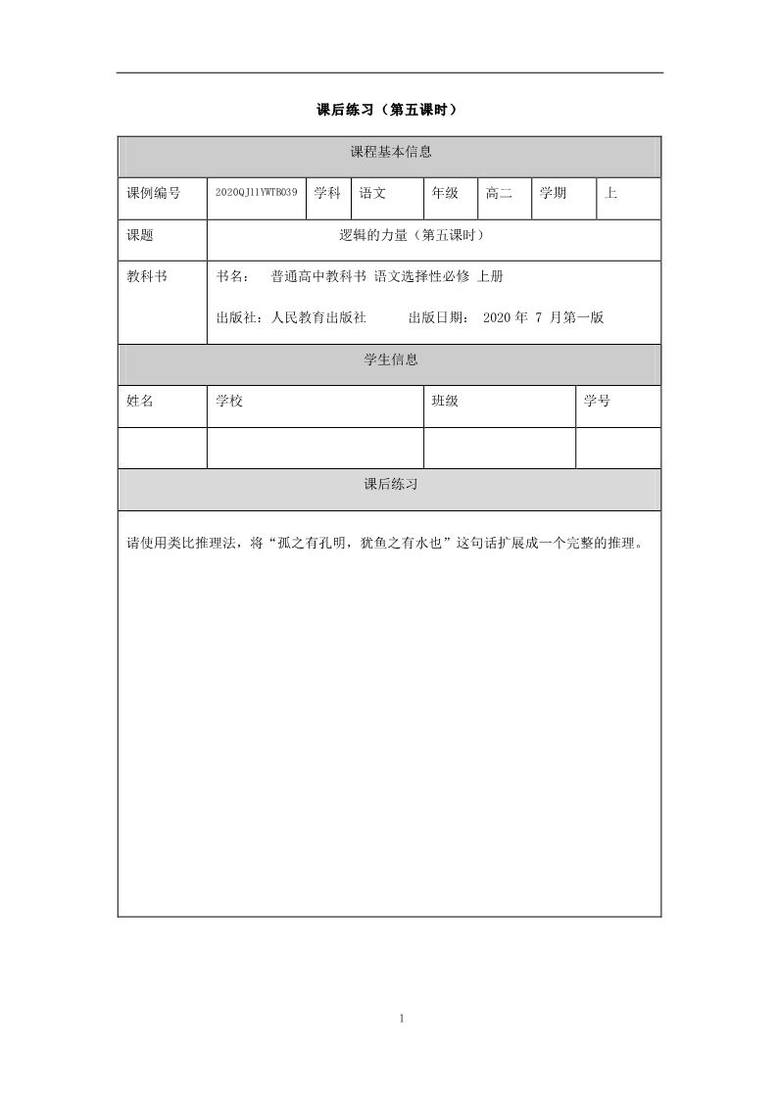 课后练习（第五课时）
课程基本信息
课例编号 2020QJ11YWTB039 学科 语文 年级 高二 学期 上
课题 逻辑的力量（第五课时）
教科书 书名： 普通高中教科书 语文选择性必修 上册
出版社：人民教育出版社 出版日期： 2020 年 7 月第一版
学生信息
姓名 学校 班级 学号
课后练习
请使用类比推理法，将“孤之有孔明，犹鱼之有水也”这句话扩展成一个完整的推理。
1